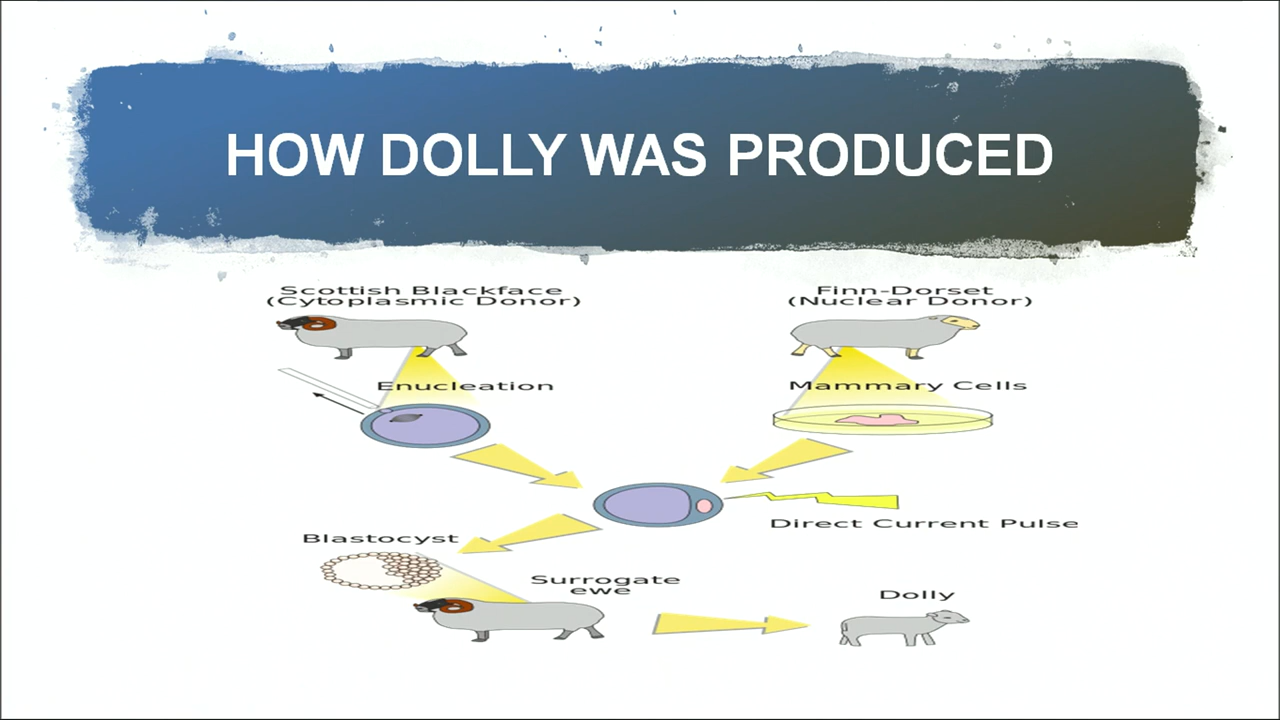 HOW DOLLY WAS PRODUCED
Scottish Blackface
(Cytoplasmic Donor)
Finn-Dorset
(Nuclear Donor)
Enucleation
Mammary Cells
Direct Current Pulse
Blastocyst
Surrogate
ewe
Dolly